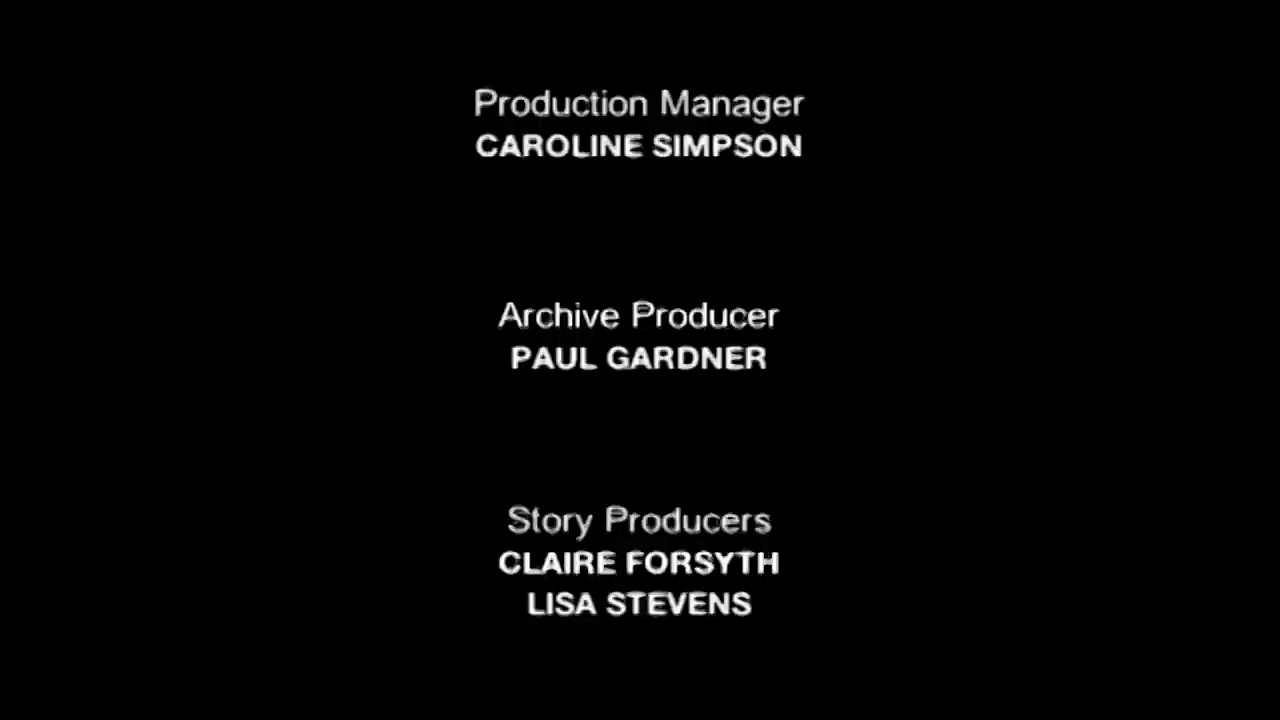 Production Manager
CAROLINE SIMPSON
Archive Producer
PAUL GARDNER
Story Producers
CLAIRE FORSYTH
LISA STEVENS